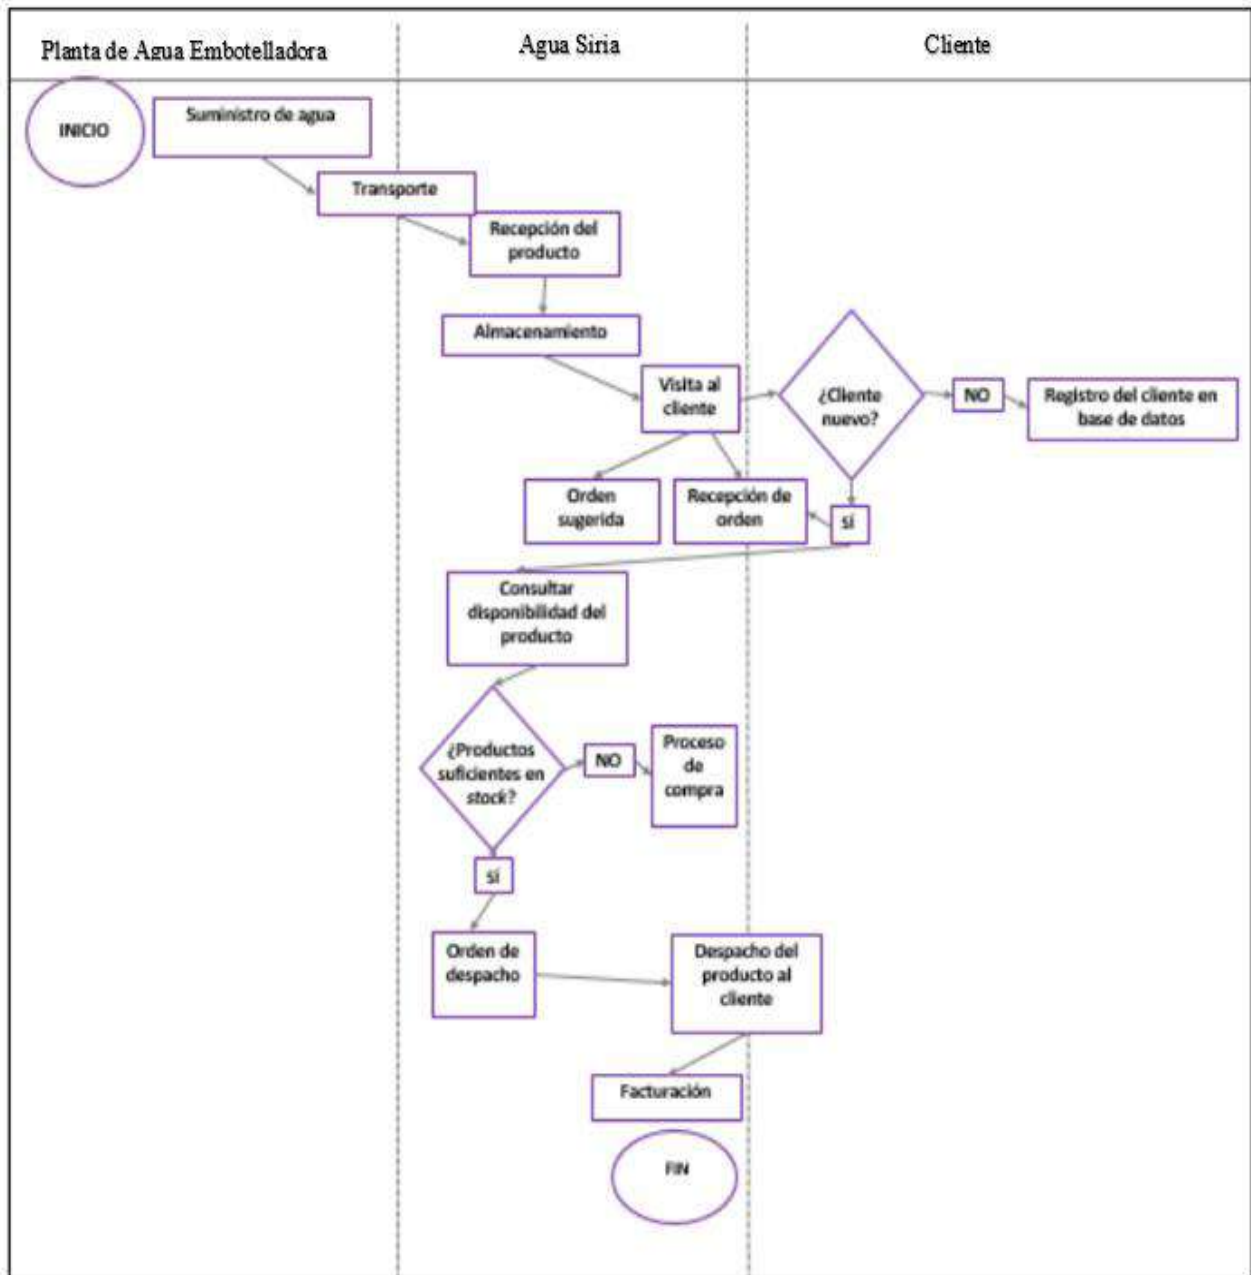 Planta de Agua Embotelladora
Agua Siria
Cliente
INICIO
Suministro de agua
Transporte
Recepción del
producto
Almacenamiento
Visita al
cliente
¿Cliente
nuevo?
NO
Registro del cliente en
base de datos
Orden
sugerida
Recepción de
orden
SÍ
Consultar
disponibilidad del
producto
¿Productos
suficientes en
stock?
NO
Proceso
de
compra
SÍ
Orden de
despacho
Despacho del
producto al
cliente
Facturación
FIN